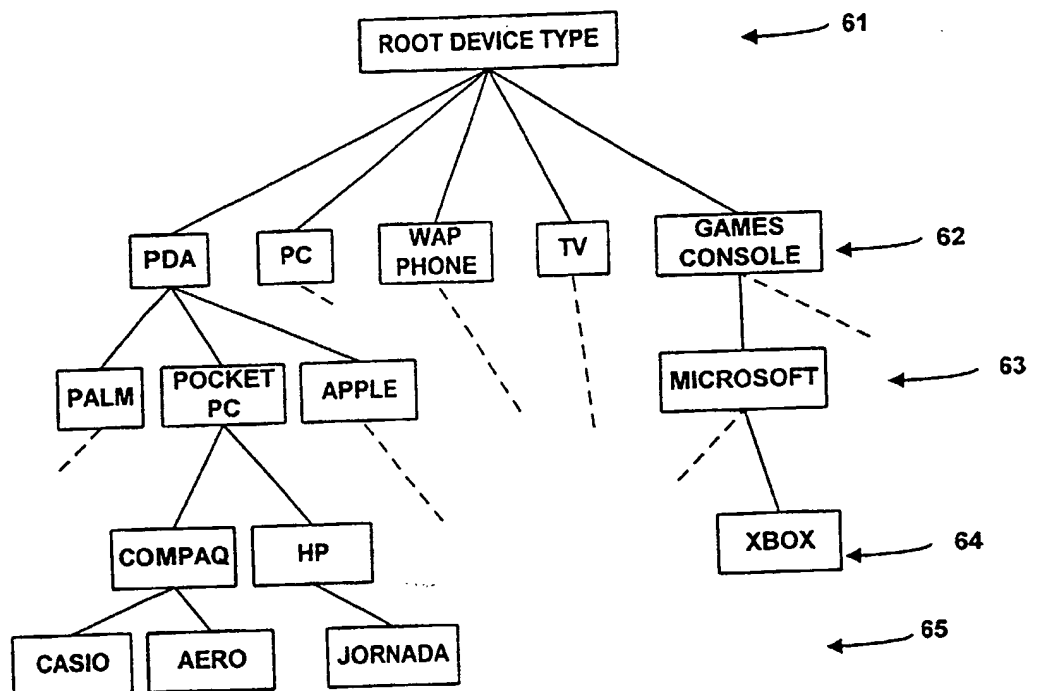 ROOT DEVICE TYPE
61
PDA
PC
WAP
PHONE
TV
GAMES
CONSOLE
62
PALM
POCKET
PC
APPLE
MICROSOFT
63
COMPAQ
HP
XBOX
64
CASIO
AERO
JORNADA
65